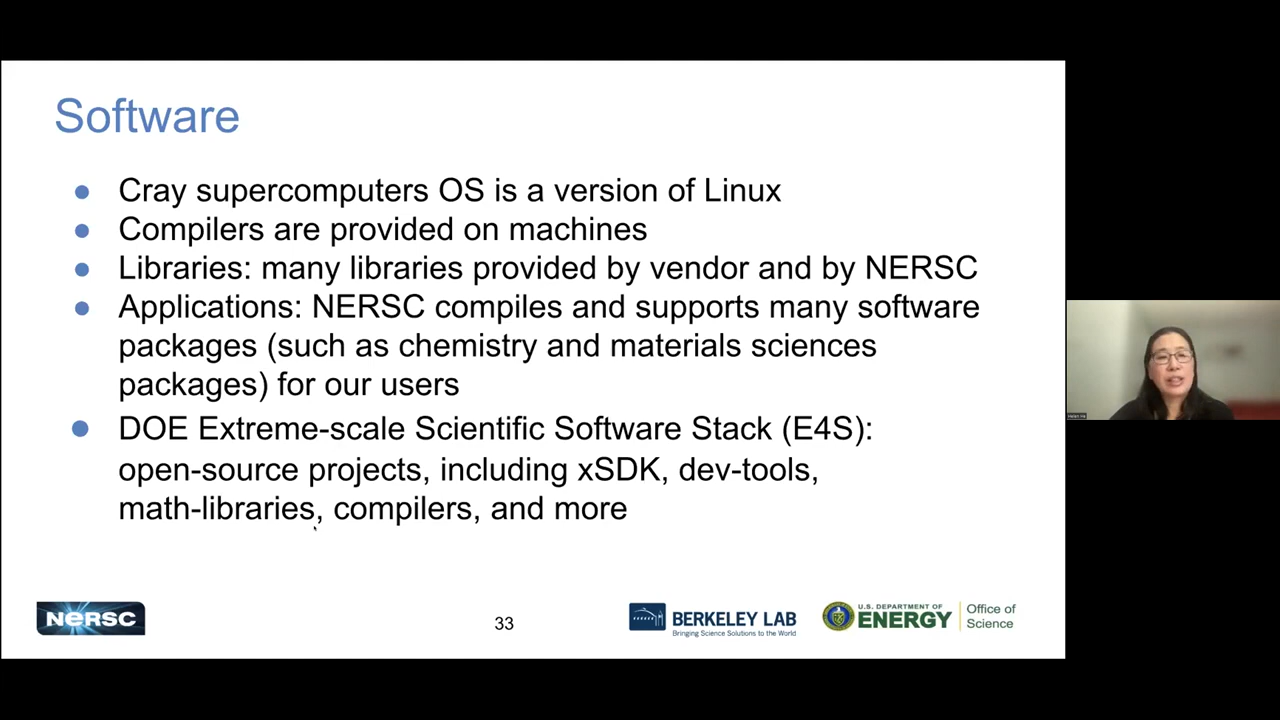 Software
● Cray supercomputers OS is a version of Linux
● Compilers are provided on machines
● Libraries: many libraries provided by vendor and by NERSC
● Applications: NERSC compiles and supports many software
packages (such as chemistry and materials sciences
packages) for our users
● DOE Extreme-scale Scientific Software Stack (E4S):
open-source projects, including xSDK, dev-tools,
math-libraries, compilers, and more
NERSC
33
BERKELEY LAB
Bringing Science Solutions to the World
U.S. DEPARTMENT OF
ENERGY
Office of
Science